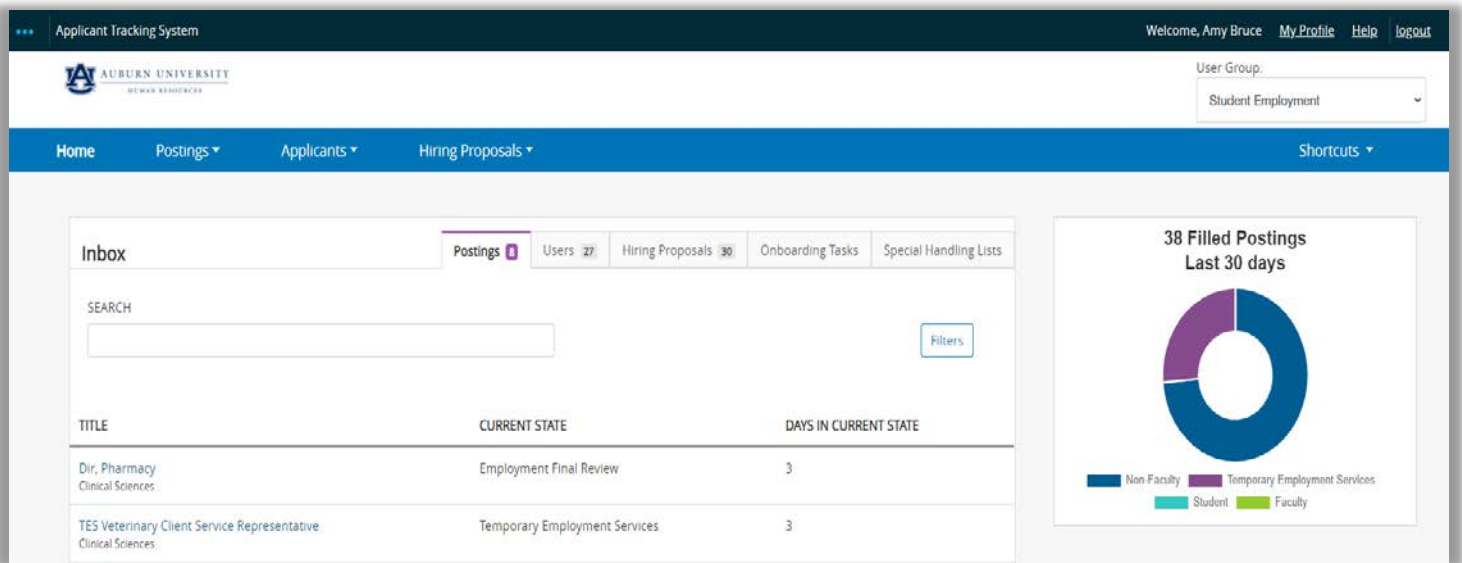 Applicant Tracking System
Welcome, Amy Bruce My Profile Help logout
AUBURN UNIVERSITY
HUMAN RESOURCES
User Group:
Student Employment
Home Postings Applicants Hiring Proposals Shortcuts
Inbox
Postings 8 Users 27 Hiring Proposals 30 Onboarding Tasks Special Handling Lists
SEARCH
Filters
TITLE CURRENT STATE DAYS IN CURRENT STATE
Dir, Pharmacy Employment Final Review 3
Clinical Sciences
TES Veterinary Client Service Representative Temporary Employment Services 3
Clinical Sciences
38 Filled Postings
Last 30 days
Non-Faculty Temporary Employment Services
Student Faculty